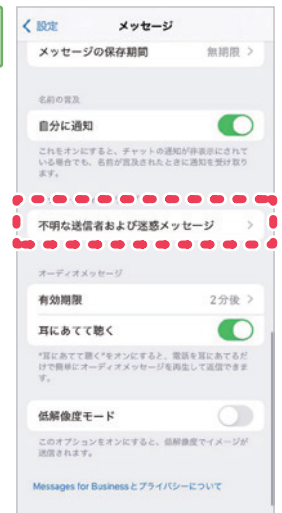 設定 メッセージ
メッセージの保存期間 無期限
名前の言及
自分に通知
これをオンにすると、チャットの通知が非表示にされて
いる場合でも、名前が言及されたときに通知を受け取り
ます。
不明な送信者および迷惑メッセージ
オーディオメッセージ
有効期限 2分後
耳にあてて聴く
"耳にあてて聴く"をオンにすると、電話を耳にあてるだ
けで簡単にオーディオメッセージを再生して返信できま
す。
低解像度モード
このオプションをオンにすると、低解像度でイメージが
送信されます。
Messages for Businessとプライバシーについて